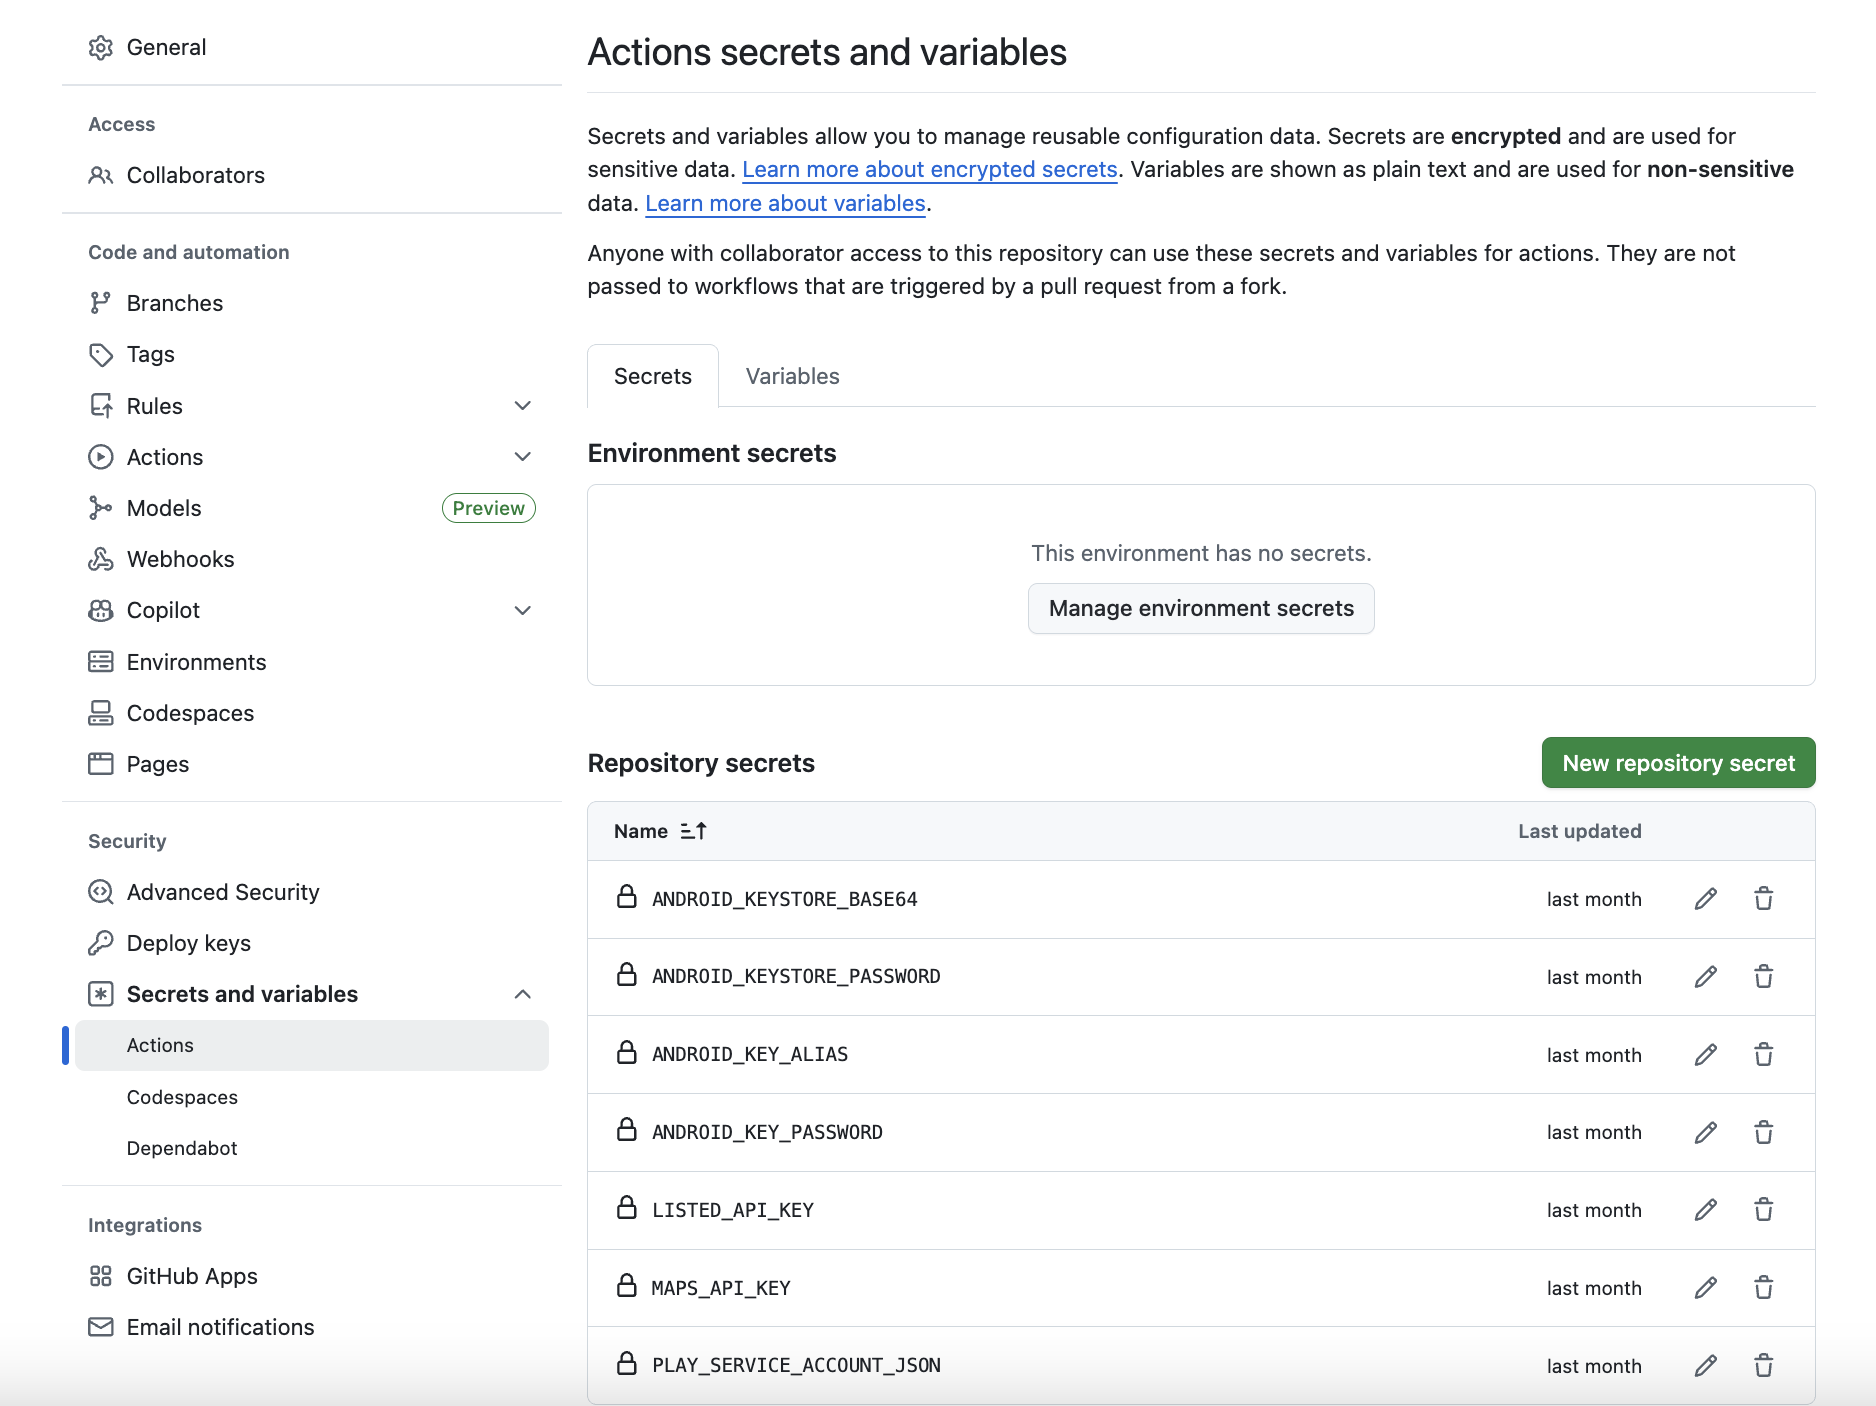 General
Access
Collaborators
Code and automation
Branches
Tags
Rules
Actions
Models
Preview
Webhooks
Copilot
Environments
Codespaces
Pages
Security
Advanced Security
Deploy keys
Secrets and variables
Actions
Codespaces
Dependabot
Integrations
GitHub Apps
Email notifications
Actions secrets and variables
Secrets and variables allow you to manage reusable configuration data. Secrets are encrypted and are used for
sensitive data. Learn more about encrypted secrets. Variables are shown as plain text and are used for non-sensitive
data. Learn more about variables.
Anyone with collaborator access to this repository can use these secrets and variables for actions. They are not
passed to workflows that are triggered by a pull request from a fork.
Secrets Variables
Environment secrets
This environment has no secrets.
Manage environment secrets
Repository secrets New repository secret
Name Last updated
ANDROID_KEYSTORE_BASE64 last month
ANDROID_KEYSTORE_PASSWORD last month
ANDROID_KEY_ALIAS last month
ANDROID_KEY_PASSWORD last month
LISTED_API_KEY last month
MAPS_API_KEY last month
PLAY_SERVICE_ACCOUNT_JSON last month